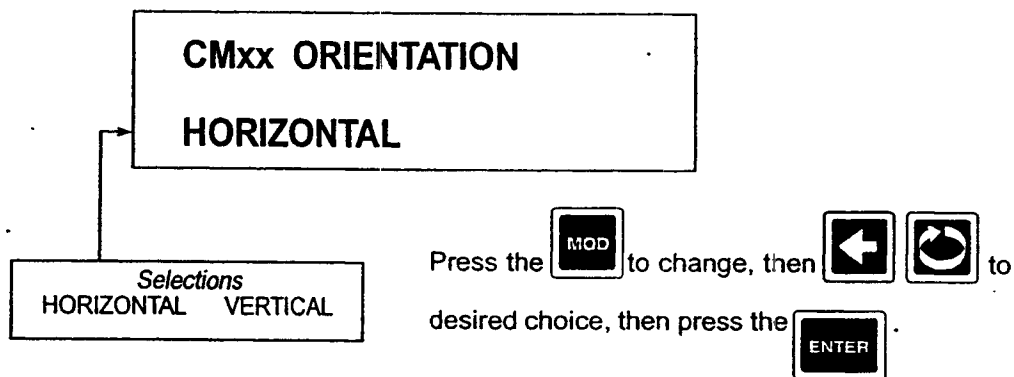 CMxx ORIENTATION
HORIZONTAL
Selections
HORIZONTAL VERTICAL
Press the MOD to change, then to
desired choice, then press the ENTER .